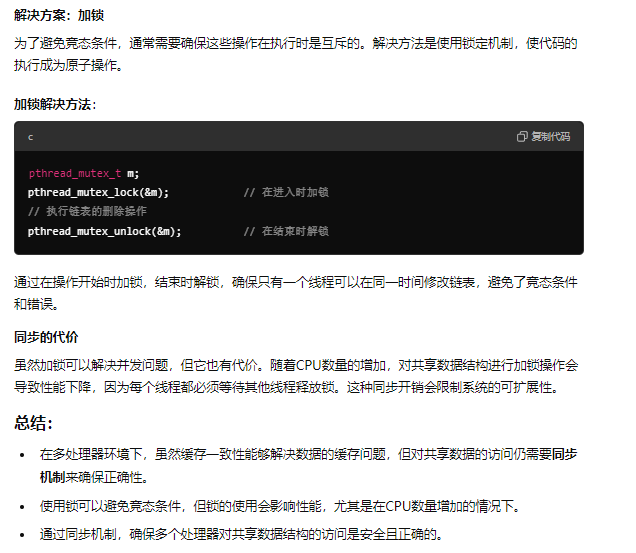 解决方案：加锁
为了避免竞态条件，通常需要确保这些操作在执行时是互斥的。解决方法是使用锁定机制，使代码的
执行成为原子操作。
加锁解决方法：
c 复制代码
pthread_mutex_t m;
pthread_mutex_lock(&m); // 在进入时加锁
// 执行链表的删除操作
pthread_mutex_unlock(&m); // 在结束时解锁
通过在操作开始时加锁，结束时解锁，确保只有一个线程可以在同一时间修改链表，避免了竞态条件
和错误。
同步的代价
虽然加锁可以解决并发问题，但它也有代价。随着CPU数量的增加，对共享数据结构进行加锁操作会
导致性能下降，因为每个线程都必须等待其他线程释放锁。这种同步开销会限制系统的可扩展性。
总结：
• 在多处理器环境下，虽然缓存一致性能够解决数据的缓存问题，但对共享数据的访问仍需要同步
机制来确保正确性。
• 使用锁可以避免竞态条件，但锁的使用会影响性能，尤其是在CPU数量增加的情况下。
• 通过同步机制，确保多个处理器对共享数据结构的访问是安全且正确的。